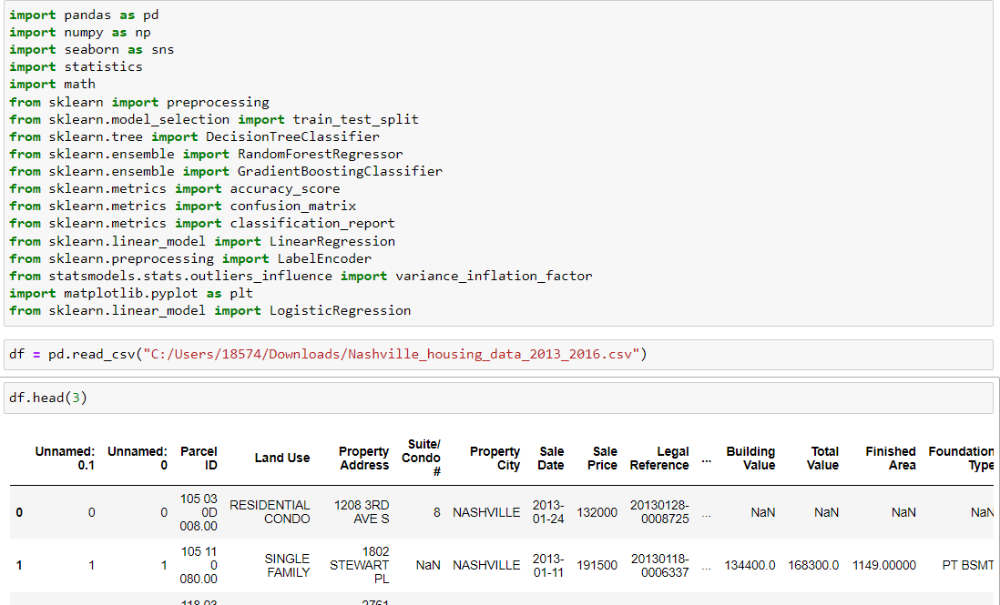 import pandas as pd
import numpy as np
import seaborn as sns
import statistics
import math
from sklearn import preprocessing
from sklearn.model_selection import train_test_split
from sklearn.tree import DecisionTreeClassifier
from sklearn.ensemble import RandomForestRegressor
from sklearn.ensemble import GradientBoostingClassifier
from sklearn.metrics import accuracy_score
from sklearn.metrics import confusion_matrix
from sklearn.metrics import classification_report
from sklearn.linear_model import LinearRegression
from sklearn.preprocessing import LabelEncoder
from statsmodels.stats.outliers_influence import variance_inflation_factor
import matplotlib.pyplot as plt
from sklearn.linear_model import LogisticRegression
df = pd.read_csv("C:/Users/18574/Downloads/Nashville_housing_data_2013_2016.csv")
df.head(3)
Unnamed: 0.1 Unnamed: 0 Parcel ID Land Use Property Address Suite/ Condo # Property City Sale Date Sale Price Legal Reference ... Building Value Total Value Finished Area Foundation Type
0 0 0 105 03 0D 008.00 RESIDENTIAL CONDO 1208 3RD AVE S 8 NASHVILLE 2013-01-24 132000 20130128-0008725 ... NaN NaN NaN NaN
1 1 1 105 11 0 080.00 SINGLE FAMILY 1802 STEWART PL NaN NASHVILLE 2013-01-11 191500 20130118-0006337 ... 134400.0 168300.0 1149.00000 PT BSMT
118 03 2761